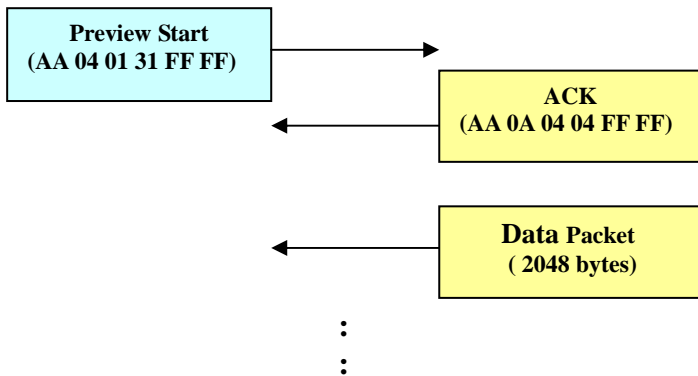 Preview Start
(AA 04 01 31 FF FF)
ACK
(AA 0A 04 04 FF FF)
Data Packet
( 2048 bytes)
:
: